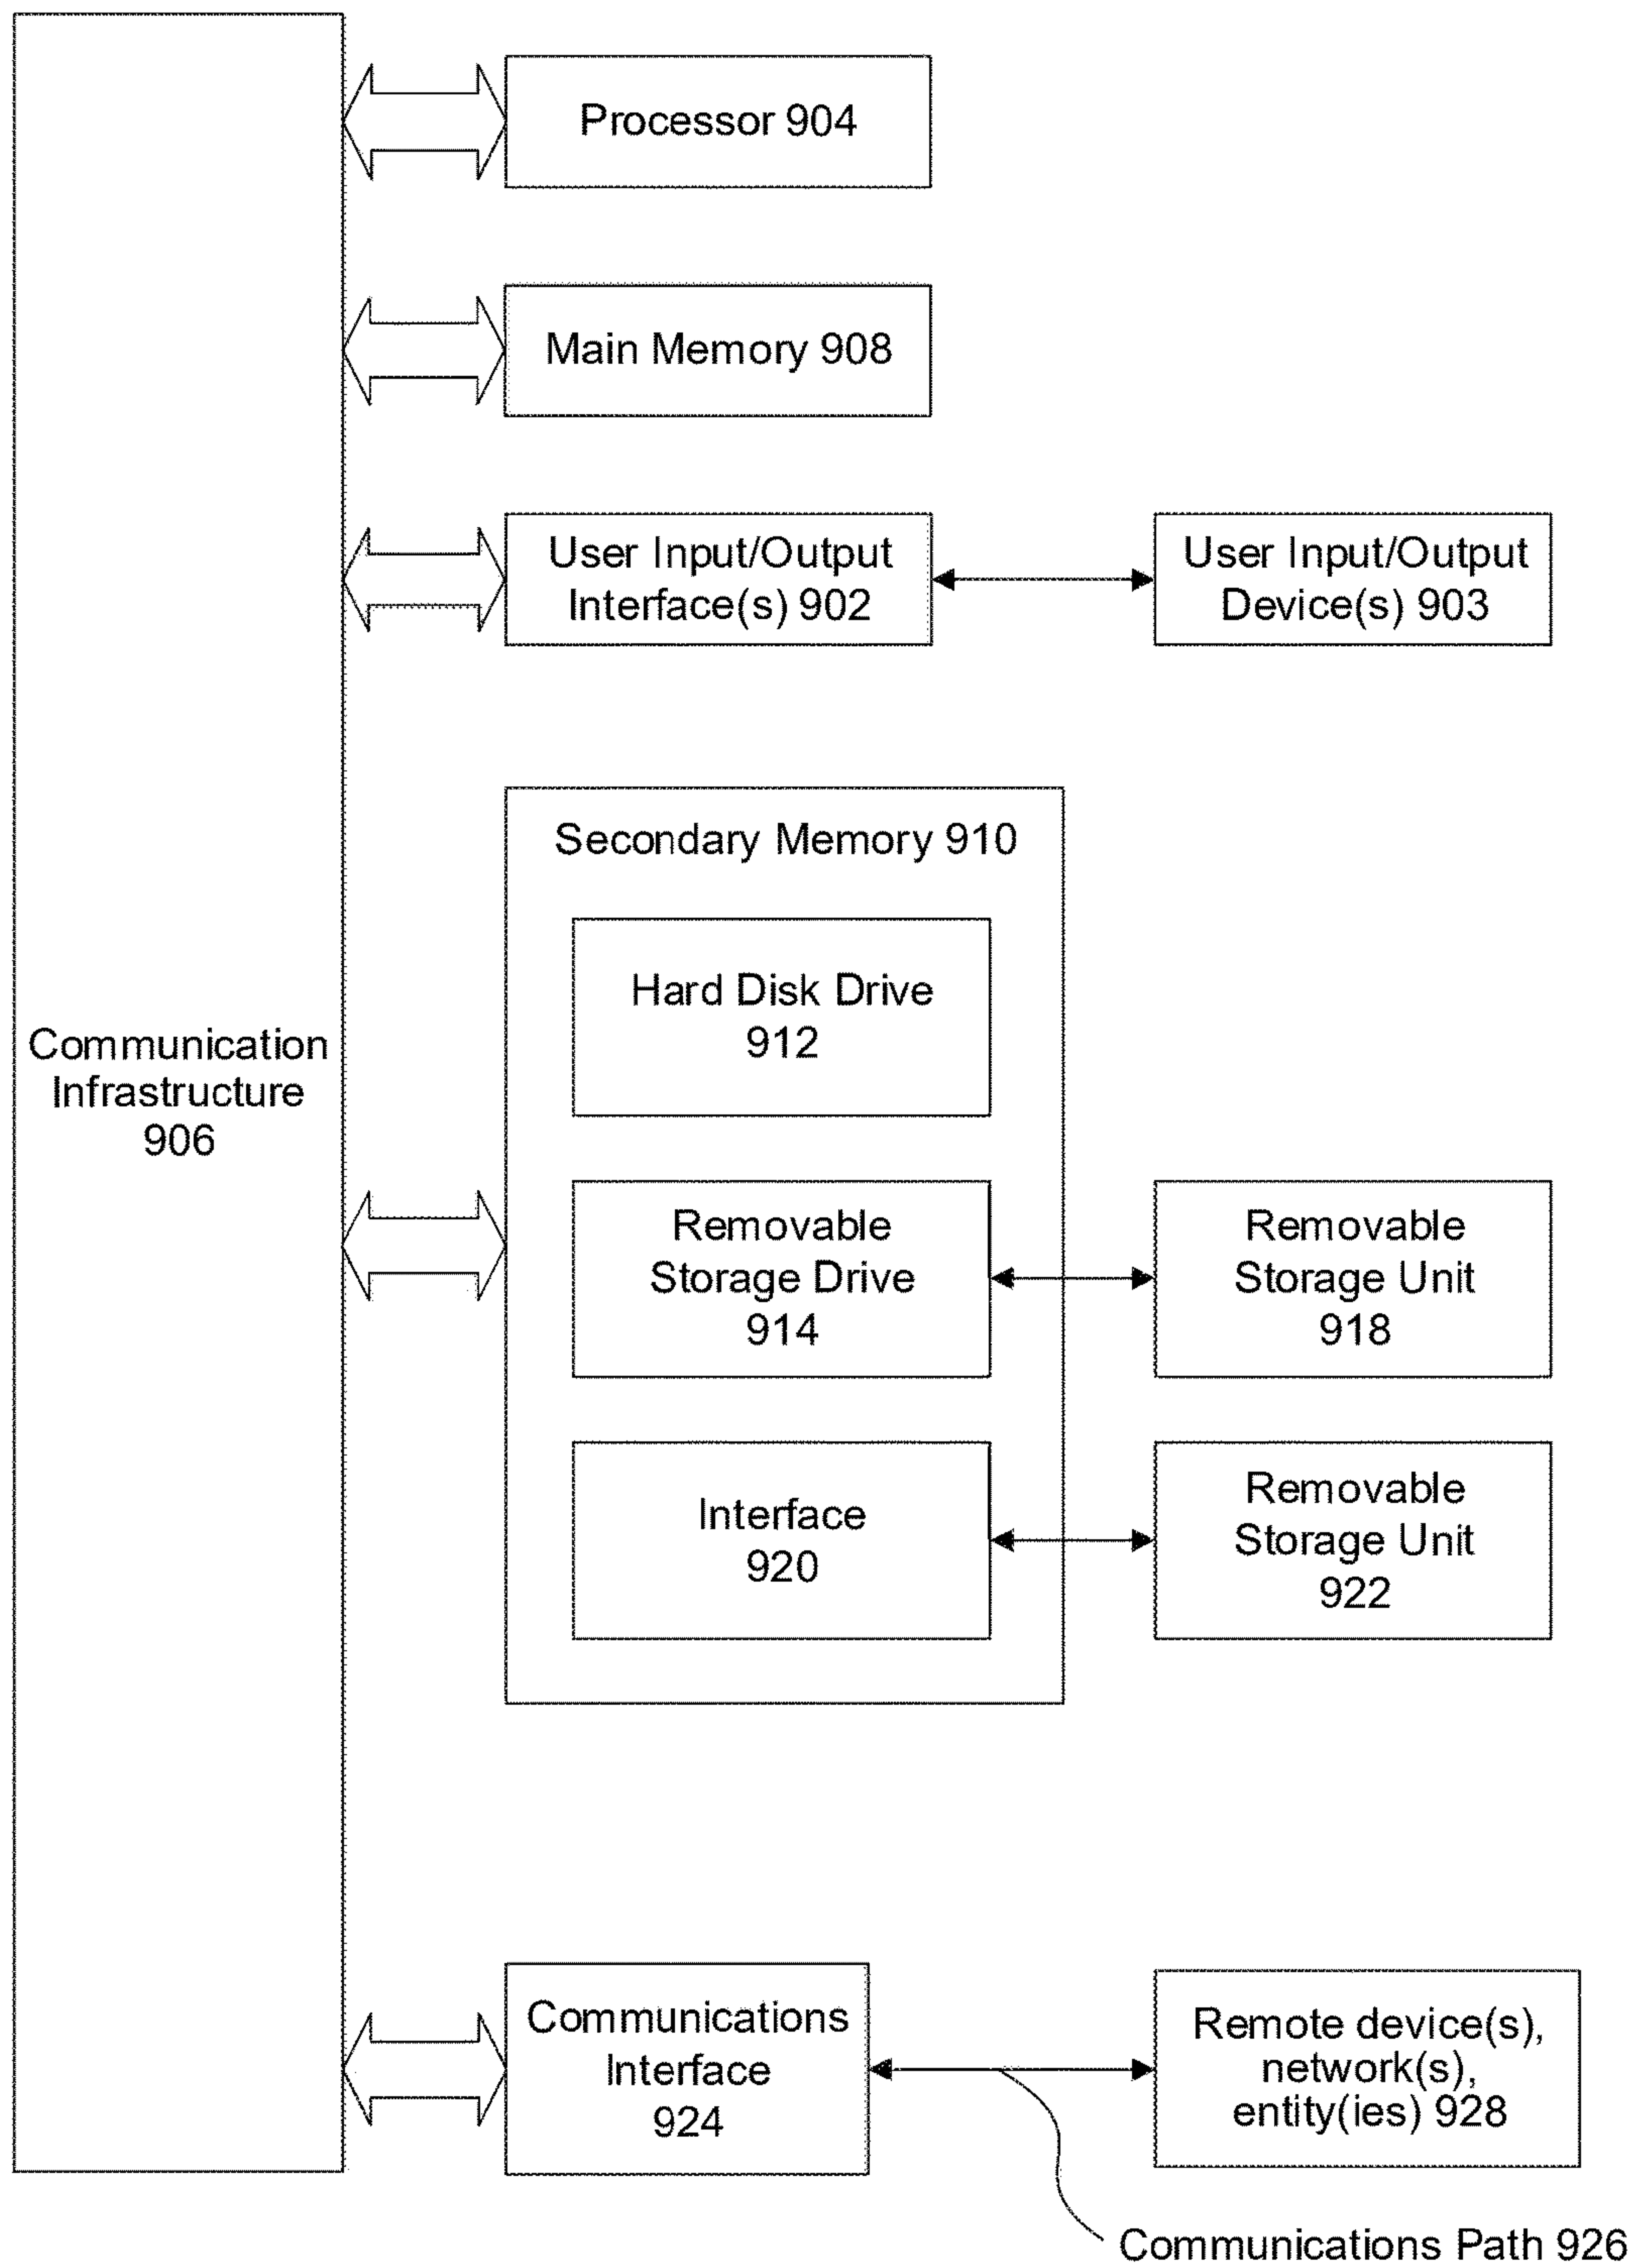 Processor 904
Main Memory 908
User Input/Output
Interface(s) 902
User Input/Output
Device(s) 903
Secondary Memory 910
Hard Disk Drive
912
Communication
Infrastructure
906
Removable
Storage Drive
914
Removable
Storage Unit
918
Interface
920
Removable
Storage Unit
922
Communications
Interface
924
Remote device(s),
network(s),
entity(ies) 928
Communications Path 926